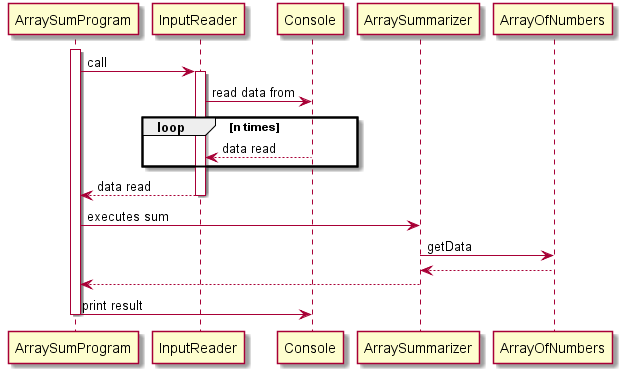 ArraySumProgram InputReader Console ArraySummarizer ArrayOfNumbers
call
read data from
loop [n times]
data read
data read
executes sum
getData
print result
ArraySumProgram InputReader Console ArraySummarizer ArrayOfNumbers